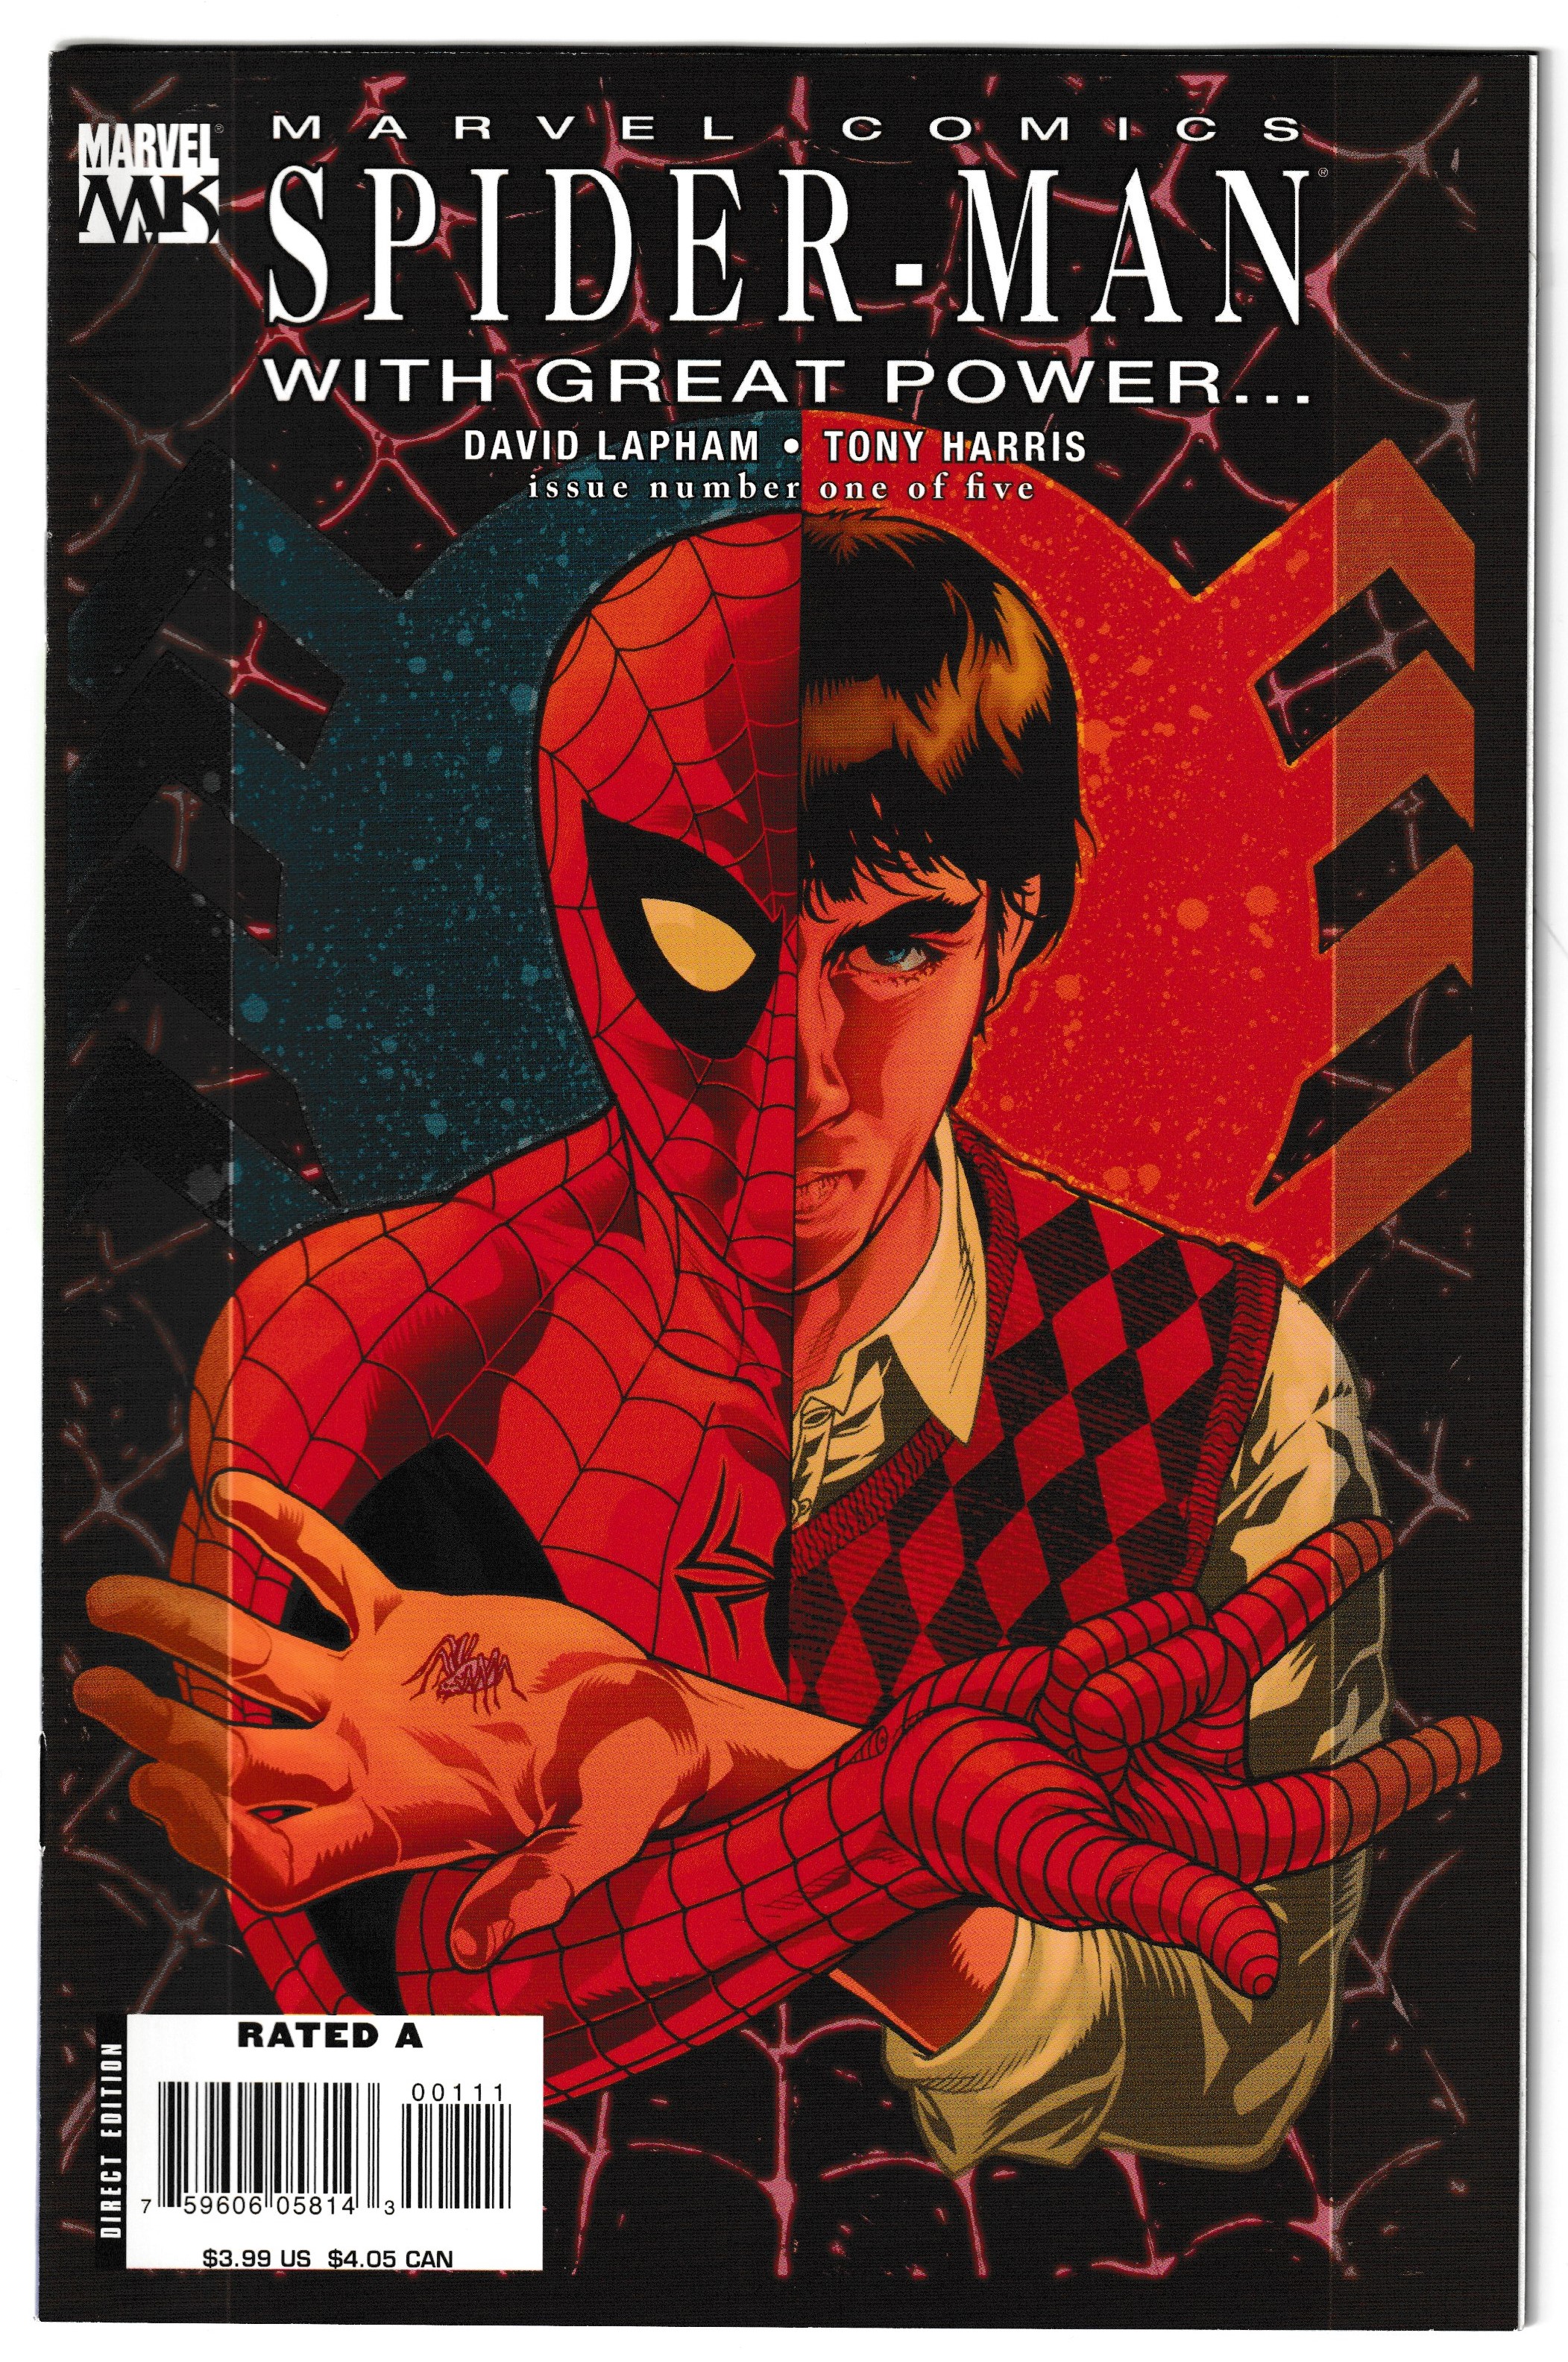 MARVEL®
MK
MARVEL COMICS
SPIDER-MAN®
WITH GREAT POWER...
DAVID LAPHAM • TONY HARRIS
issue number one of five
RATED A
DIRECT EDITION
00111
7 59606 05814 3
$3.99 US $4.05 CAN